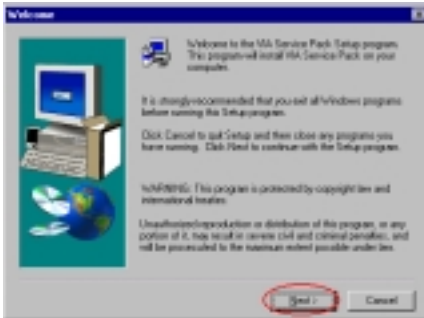 Welcome
Welcome to the VIA Service Pack Setup program.
This program will install VIA Service Pack on your
computer.
It is strongly recommended that you exit all Windows programs
before running this Setup program.
Click Cancel to quit Setup and then close any programs you
have running. Click Next to continue with the Setup program.
WARNING: This program is protected by copyright law and
international treaties.
Unauthorized reproduction or distribution of this program, or any
portion of it, may result in severe civil and criminal penalties, and
will be prosecuted to the maximum extent possible under law.
Next >
Cancel